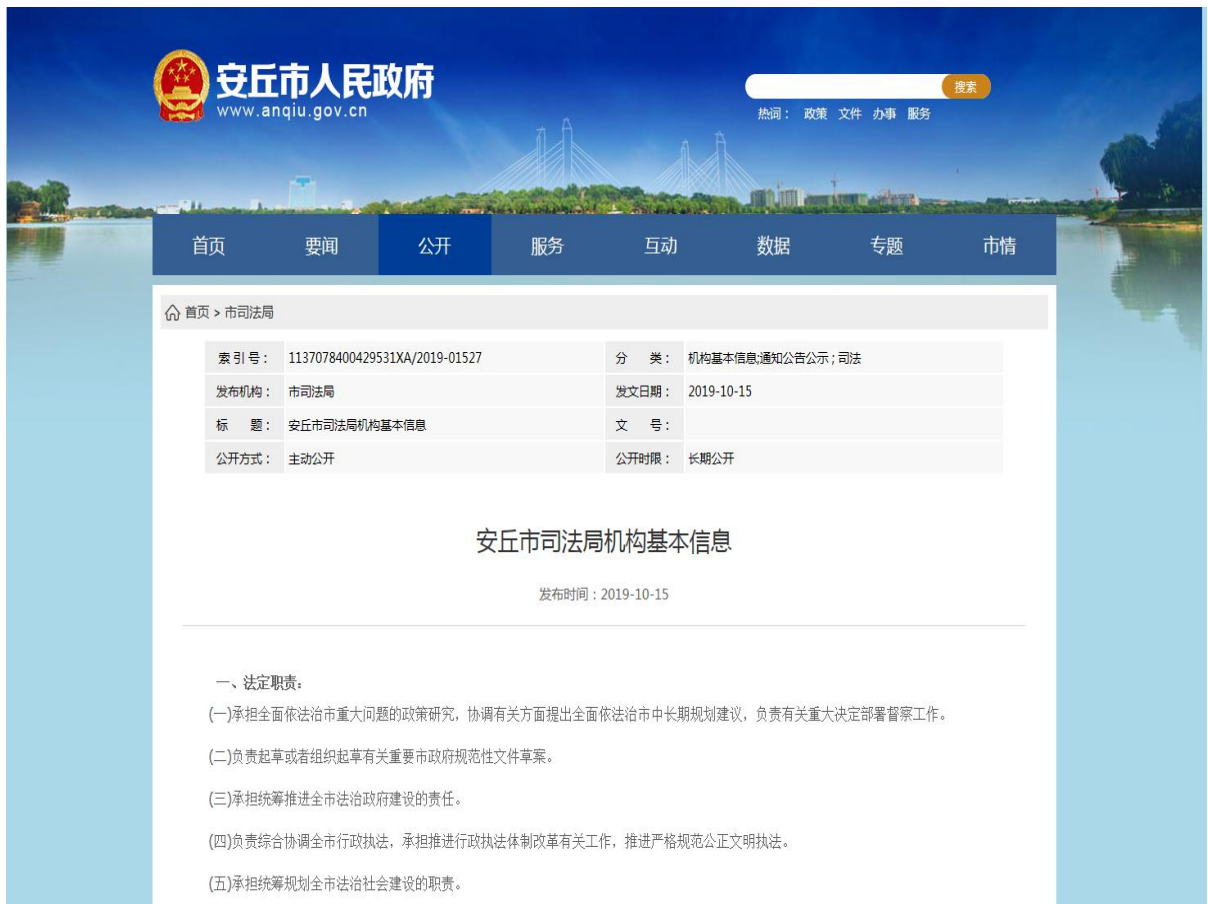 安丘市人民政府
www.anqiu.gov.cn
搜索
热词： 政策 文件 办事 服务
首页 要闻 公开 服务 互动 数据 专题 市情
首页 > 市司法局
索引号： 1137078400429531XA/2019-01527 分 类： 机构基本信息;通知公告公示 ; 司法
发布机构： 市司法局 发文日期： 2019-10-15
标 题： 安丘市司法局机构基本信息 文 号：
公开方式： 主动公开 公开时限： 长期公开
安丘市司法局机构基本信息
发布时间：2019-10-15
一、法定职责：
(一)承担全面依法治市重大问题的政策研究，协调有关方面提出全面依法治市中长期规划建议，负责有关重大决定部署督察工作。
(二)负责起草或者组织起草有关重要市政府规范性文件草案。
(三)承担统筹推进全市法治政府建设的责任。
(四)负责综合协调全市行政执法，承担推进行政执法体制改革有关工作，推进严格规范公正文明执法。
(五)承担统筹规划全市法治社会建设的职责。